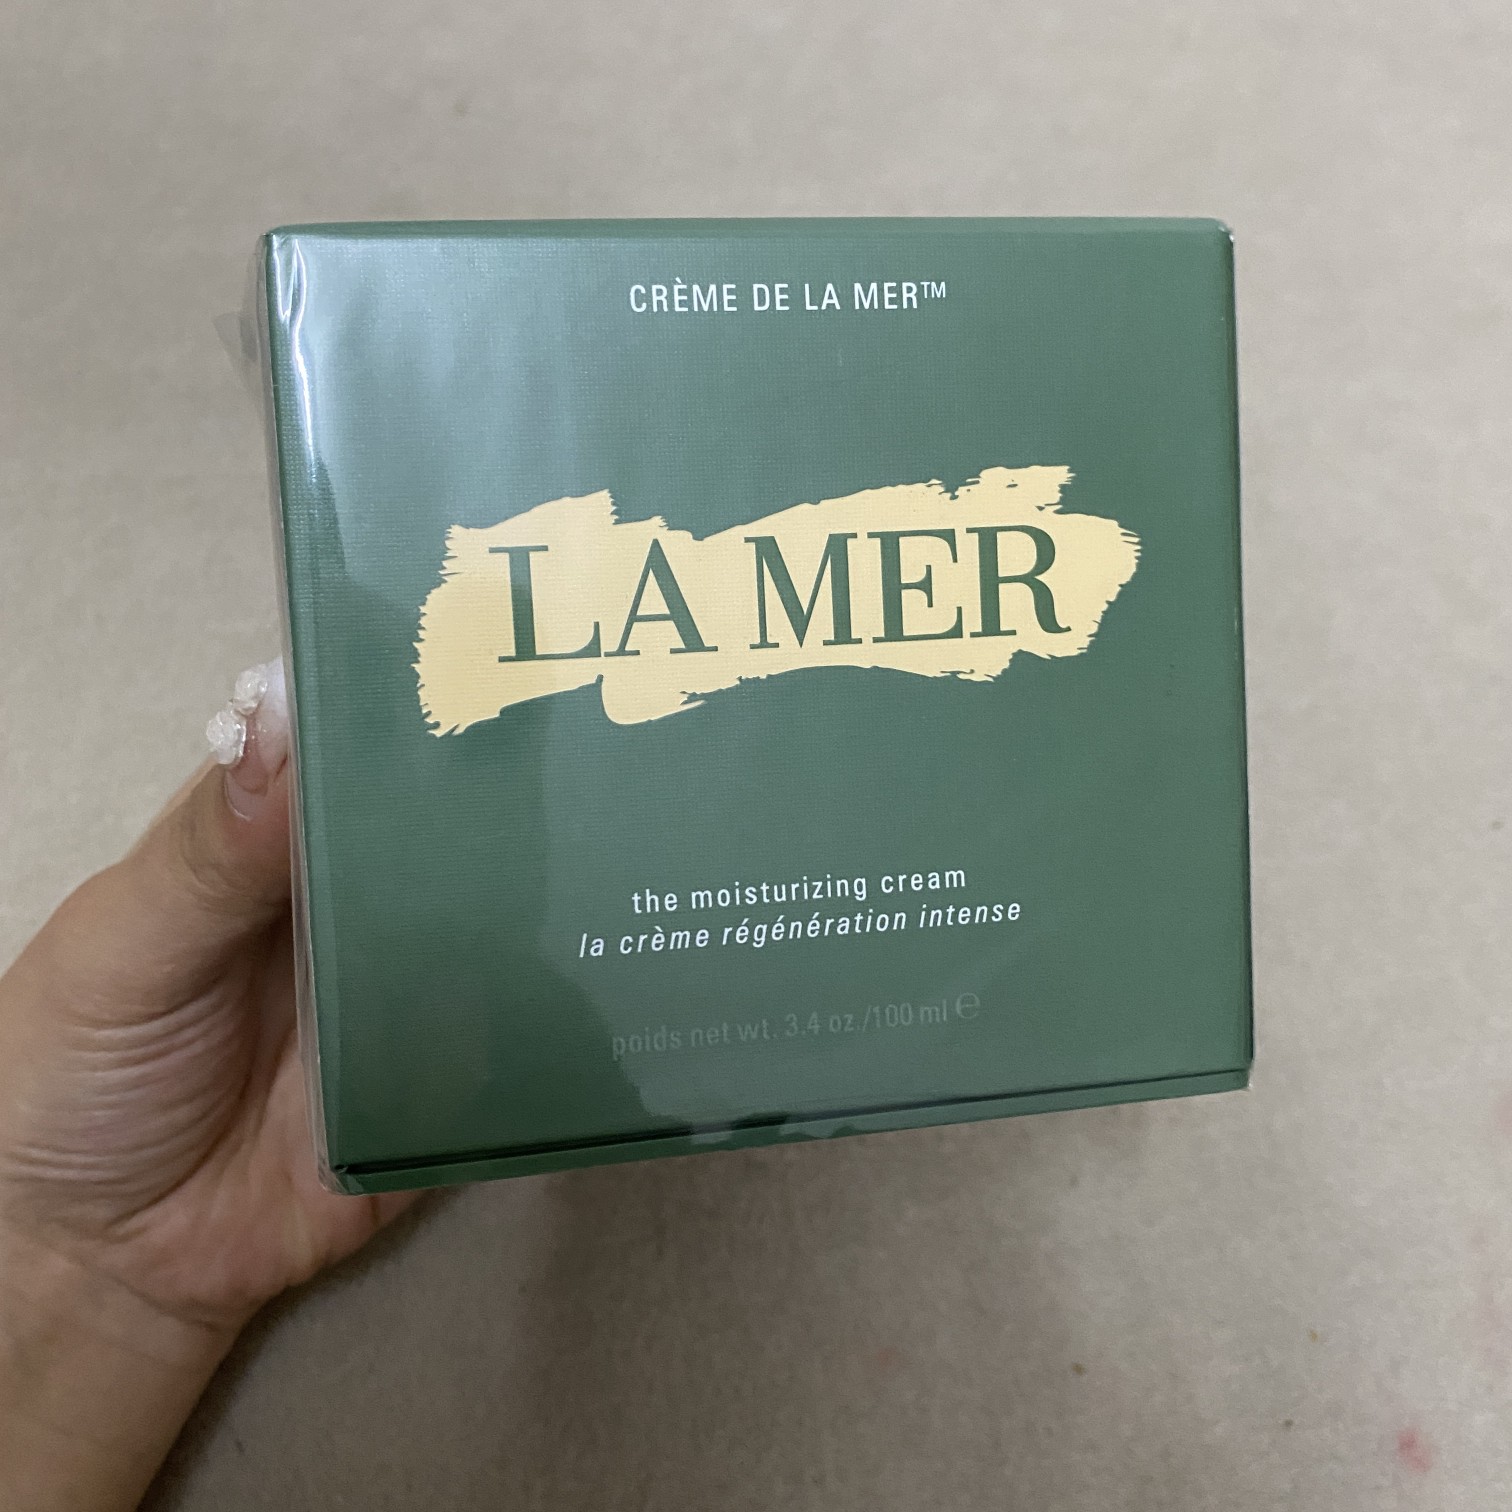 CRÈME DE LA MER™
LA MER
the moisturizing cream
la crème régénération intense
poids net wt. 3.4 oz./100 ml ℮